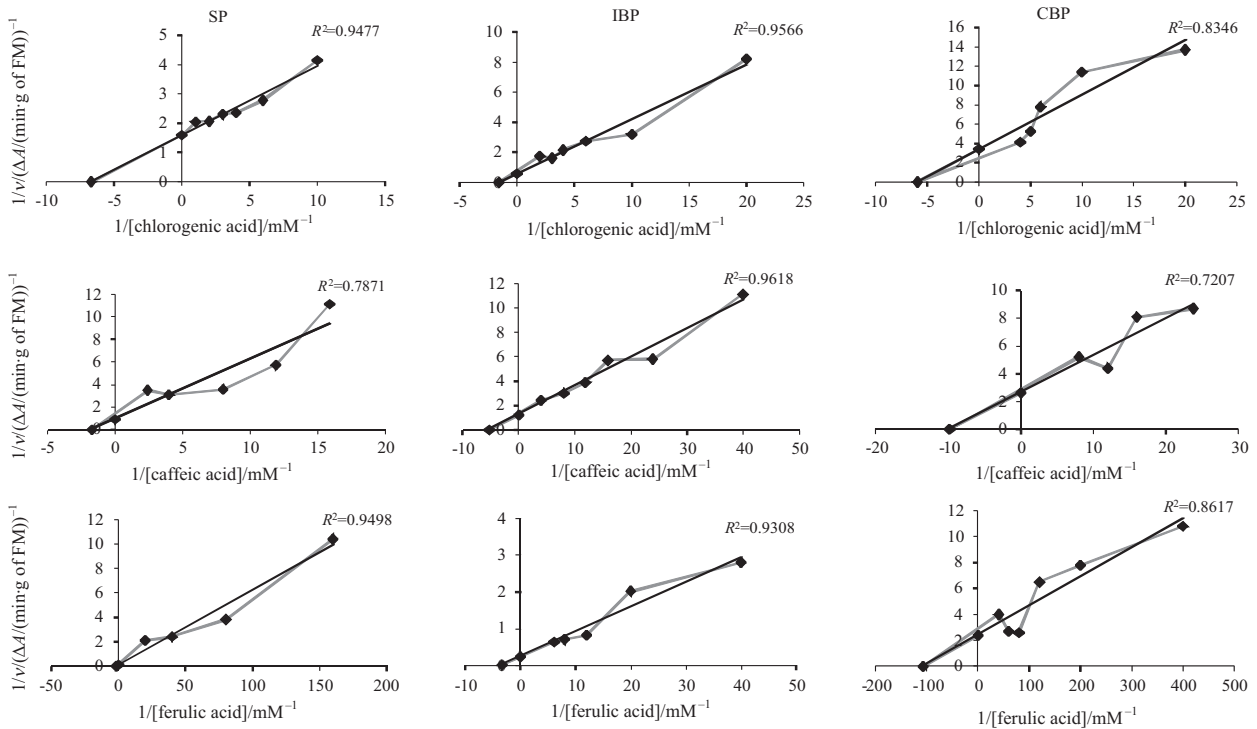 SP
IBP
CBP
1/v/((ΔA/(min·g of FM))⁻¹
R²=0.9477
5
4
3
2
1
0
-10 -5 0 5 10 15
1/[chlorogenic acid]/mM⁻¹
R²=0.9566
10
8
6
4
2
0
-5 0 5 10 15 20 25
1/[chlorogenic acid]/mM⁻¹
R²=0.8346
16
14
12
10
8
6
4
2
0
-10 -5 0 5 10 15 20 25
1/[chlorogenic acid]/mM⁻¹
1/v/((ΔA/(min·g of FM))⁻¹
R²=0.7871
12
10
8
6
4
2
0
-5 0 5 10 15 20
1/[caffeic acid]/mM⁻¹
R²=0.9618
12
10
8
6
4
2
0
-10 0 10 20 30 40 50
1/[caffeic acid]/mM⁻¹
R²=0.7207
10
8
6
4
2
0
-20 -10 0 10 20 30
1/[caffeic acid]/mM⁻¹
1/v/((ΔA/(min·g of FM))⁻¹
R²=0.9498
12
10
8
6
4
2
0
-50 0 50 100 150 200
1/[ferulic acid]/mM⁻¹
R²=0.9308
4
3
2
1
0
-10 0 10 20 30 40 50
1/[ferulic acid]/mM⁻¹
R²=0.8617
12
10
8
6
4
2
0
-200 -100 0 100 200 300 400 500
1/[ferulic acid]/mM⁻¹